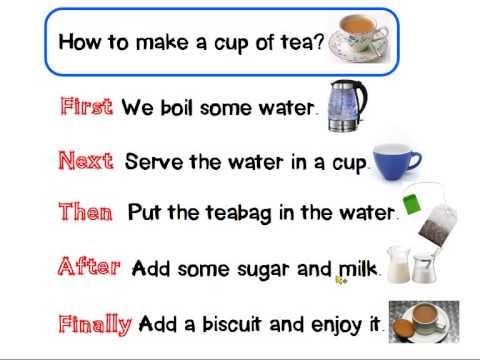 How to make a cup of tea?
First We boil some water.
Next Serve the water in a cup.
Then Put the teabag in the water.
After Add some sugar and milk.
Finally Add a biscuit and enjoy it.